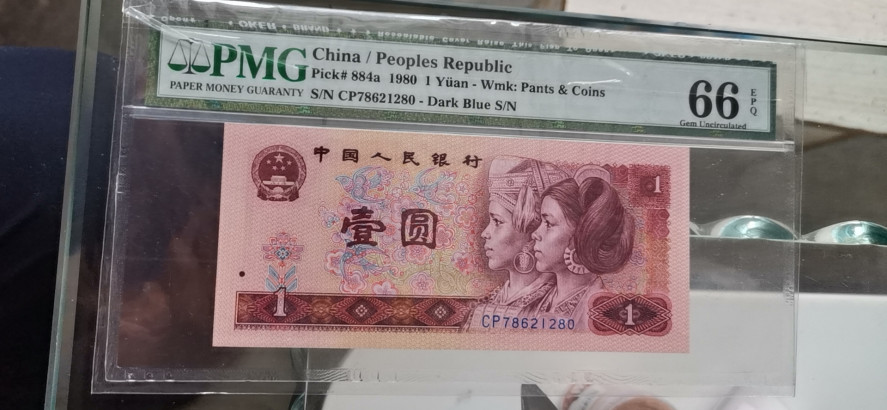 PMG
PAPER MONEY GUARANTY
China / Peoples Republic
Pick# 884a 1980 1 Yüan - Wmk: Pants & Coins
S/N CP78621280 - Dark Blue S/N
66 EPQ
Gem Uncirculated
中国人民银行
1
壹圆
1
CP78621280
1